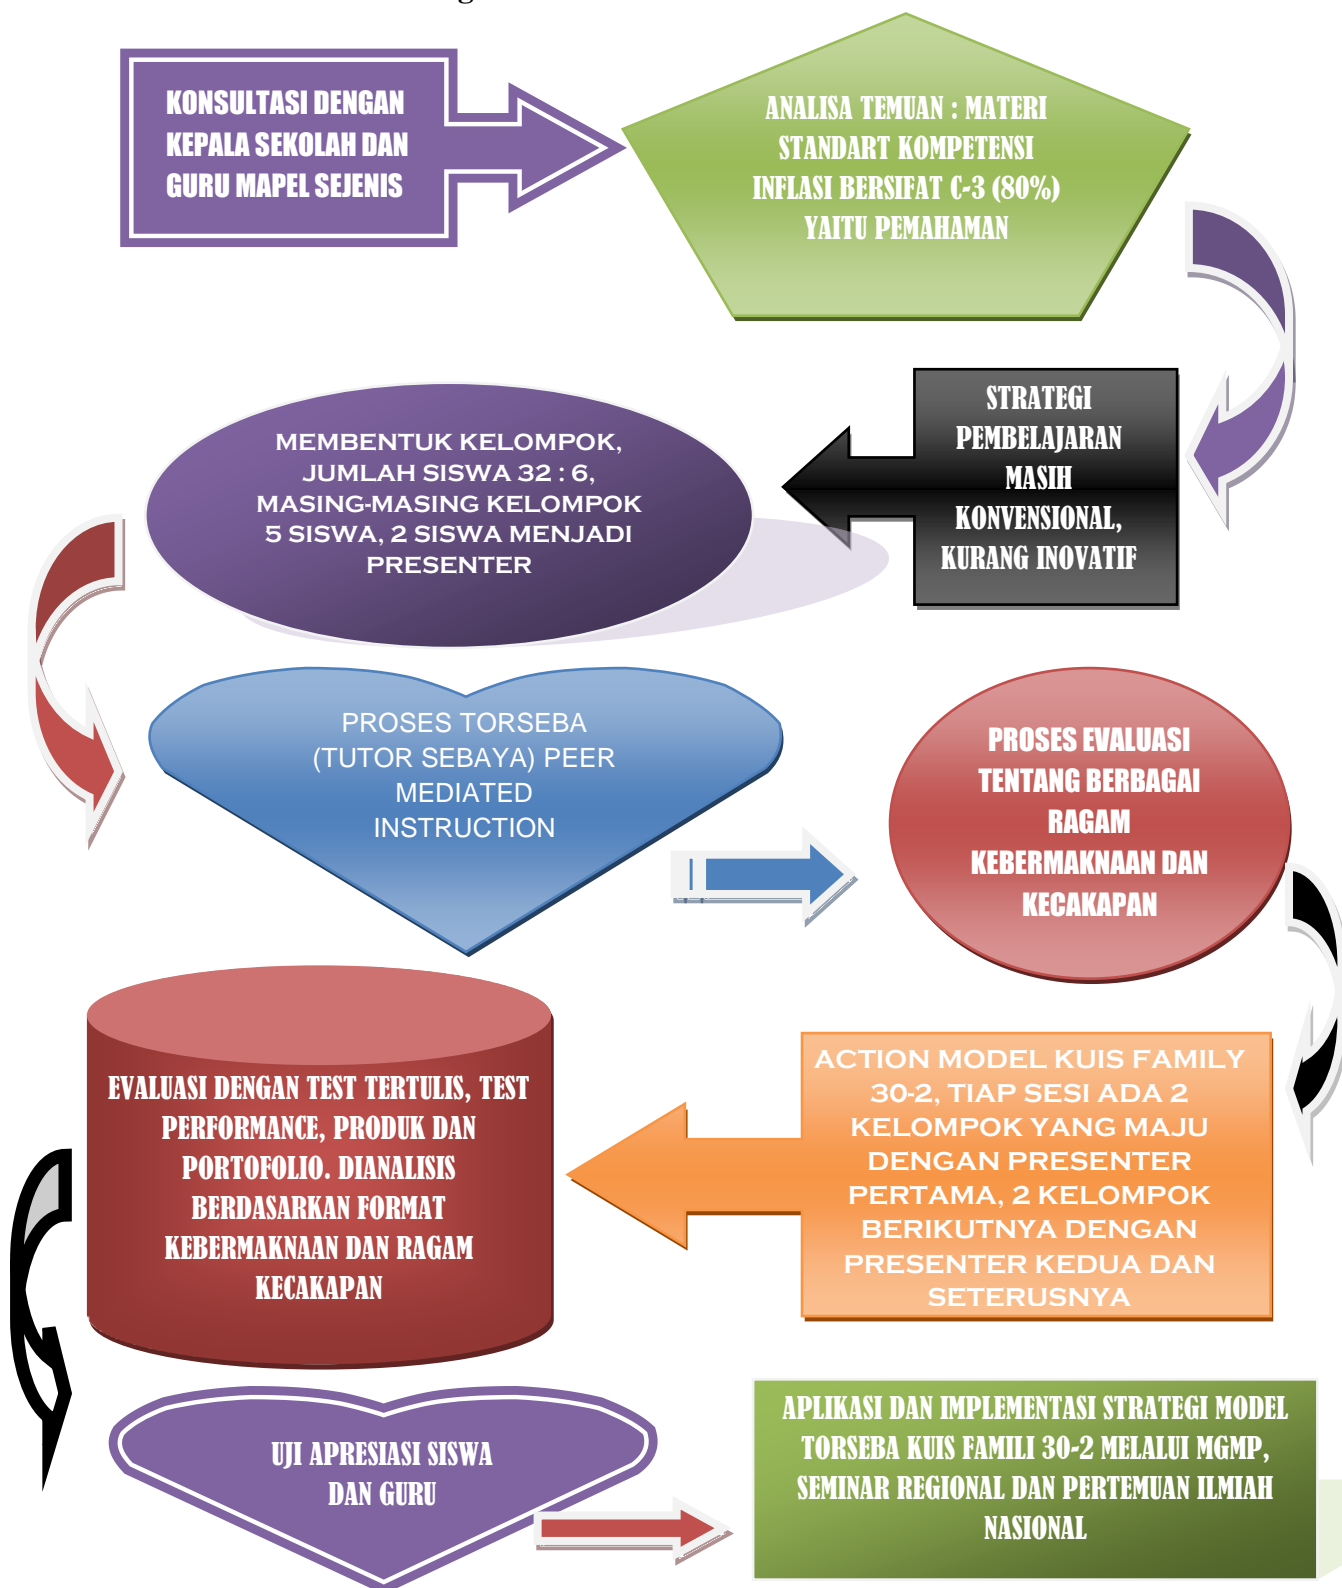 KONSULTASI DENGAN
KEPALA SEKOLAH DAN
GURU MAPEL SEJENIS
ANALISA TEMUAN : MATERI
STANDART KOMPETENSI
INFLASI BERSIFAT C-3 (80%)
YAITU PEMAHAMAN
STRATEGI
PEMBELAJARAN
MASIH
KONVENSIONAL,
KURANG INOVATIF
MEMBENTUK KELOMPOK,
JUMLAH SISWA 32 : 6,
MASING-MASING KELOMPOK
5 SISWA, 2 SISWA MENJADI
PRESENTER
PROSES TORSEBA
(TUTOR SEBAYA) PEER
MEDIATED
INSTRUCTION
PROSES EVALUASI
TENTANG BERBAGAI
RAGAM
KEBERMAKNAAN DAN
KECAKAPAN
ACTION MODEL KUIS FAMILY
30-2, TIAP SESI ADA 2
KELOMPOK YANG MAJU
DENGAN PRESENTER
PERTAMA, 2 KELOMPOK
BERIKUTNYA DENGAN
PRESENTER KEDUA DAN
SETERUSNYA
EVALUASI DENGAN TEST TERTULIS, TEST
PERFORMANCE, PRODUK DAN
PORTOFOLIO. DIANALISIS
BERDASARKAN FORMAT
KEBERMAKNAAN DAN RAGAM
KECAKAPAN
UJI APRESIASI SISWA
DAN GURU
APLIKASI DAN IMPLEMENTASI STRATEGI MODEL
TORSEBA KUIS FAMILI 30-2 MELALUI MGMP,
SEMINAR REGIONAL DAN PERTEMUAN ILMIAH
NASIONAL